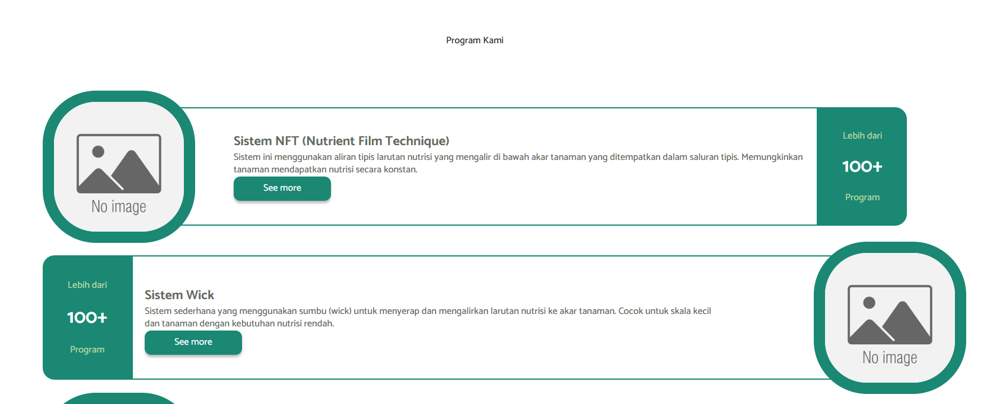 Program Kami
No image
Sistem NFT (Nutrient Film Technique)
Sistem ini menggunakan aliran tipis larutan nutrisi yang mengalir di bawah akar tanaman yang ditempatkan dalam saluran tipis. Memungkinkan
tanaman mendapatkan nutrisi secara konstan.
See more
Lebih dari
100+
Program
Lebih dari
100+
Program
Sistem Wick
Sistem sederhana yang menggunakan sumbu (wick) untuk menyerap dan mengalirkan larutan nutrisi ke akar tanaman. Cocok untuk skala kecil
dan tanaman dengan kebutuhan nutrisi rendah.
See more
No image